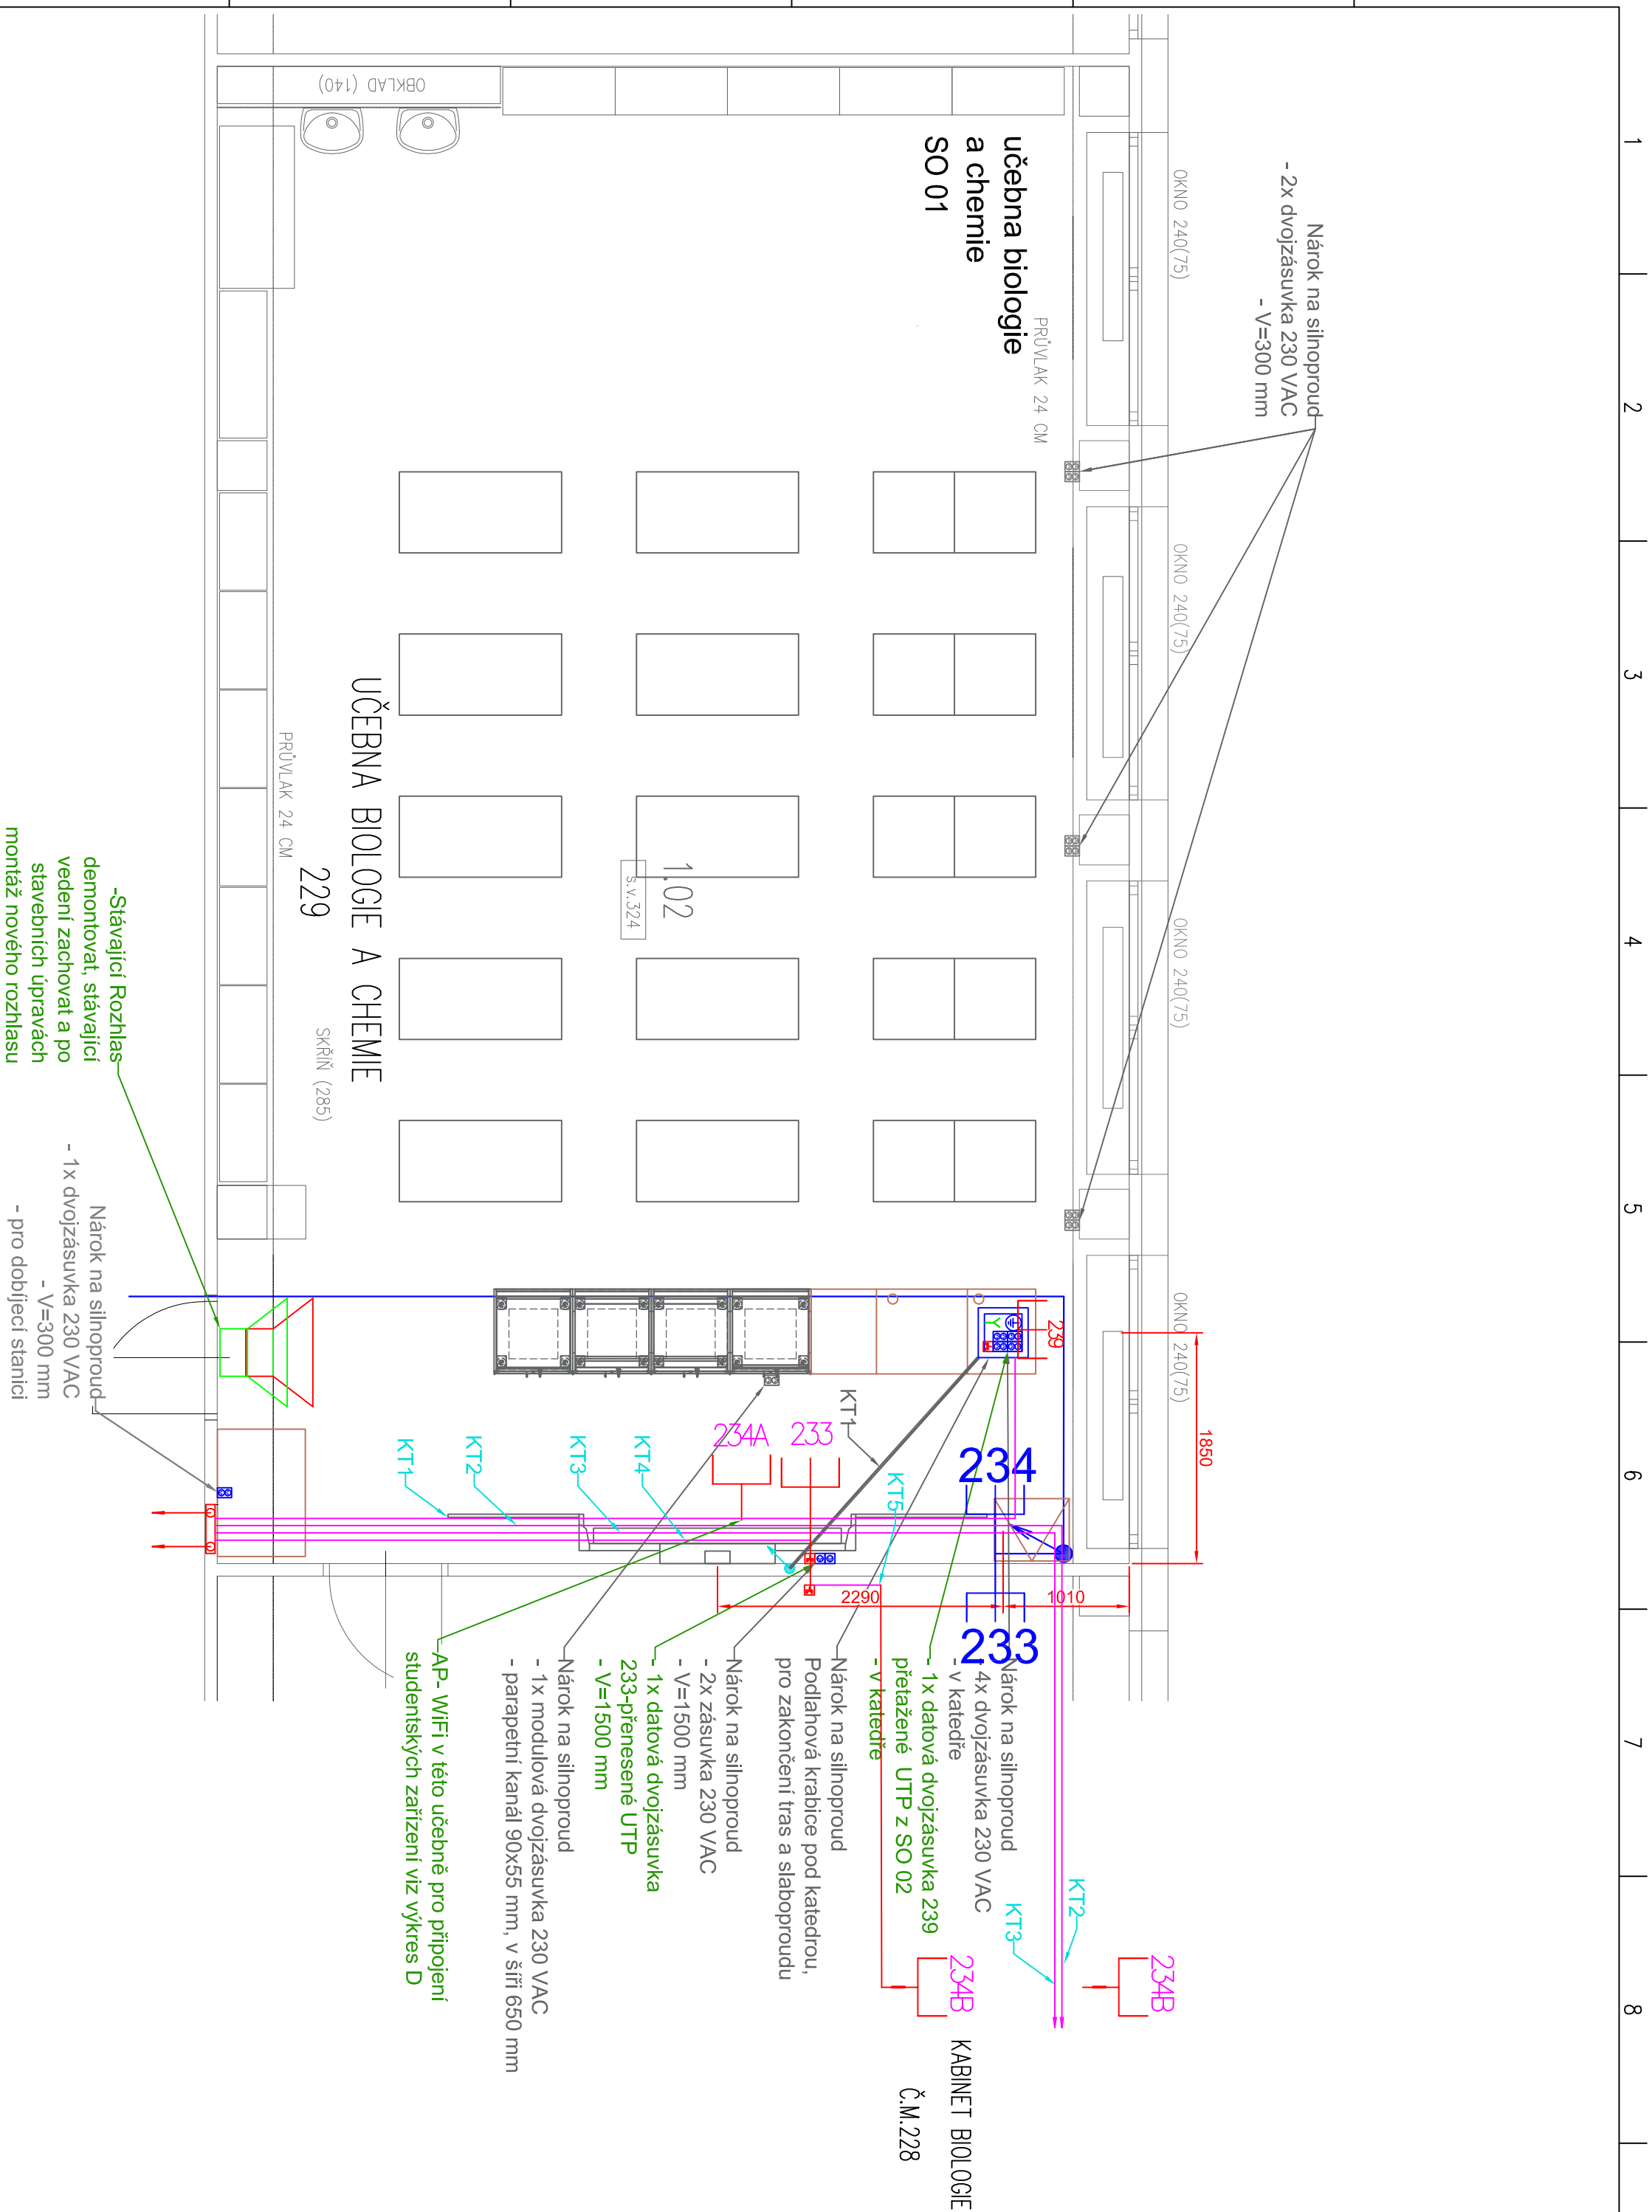 1
2
3
4
5
6
7
8
Nárok na silnoproud
- 2x dvojzásuvka 230 VAC
- V=300 mm
OKNO 240(75)
OKNO 240(75)
OKNO 240(75)
OKNO 240(75)
1850
učebna biologie
a chemie
SO 01
PRŮVLAK 24 CM
OBKLAD (140)
1.02
s.v.324
UČEBNA BIOLOGIE A CHEMIE
229
SKŘÍŇ (285)
PRŮVLAK 24 CM
239
KT1
234
233
KT5
233
234A
KT4
KT3
KT2
KT1
2290
1010
-Stávající Rozhlas
demontovat, stávající
vedení zachovat a po
stavebních úpravách
montáž nového rozhlasu
Nárok na silnoproud
- 1x dvojzásuvka 230 VAC
- V=300 mm
- pro dobíjecí stanici
Nárok na silnoproud
- 4x dvojzásuvka 230 VAC
- v katedře
- 1x datová dvojzásuvka 239
přetažené UTP z SO 02
- v katedře
Nárok na silnoproud
Podlahová krabice pod katedrou,
pro zakončení tras a slaboproudu
Nárok na silnoproud
- 2x zásuvka 230 VAC
- V=1500 mm
- 1x datová dvojzásuvka
233-přenesené UTP
- V=1500 mm
Nárok na silnoproud
- 1x modulová dvojzásuvka 230 VAC
- parapetní kanál 90x55 mm, v šíři 650 mm
AP- WiFi v této učebně pro připojení
studentských zařízení viz výkres D
KT2
KT3
234B
234B
KABINET BIOLOGIE
Č.M.228